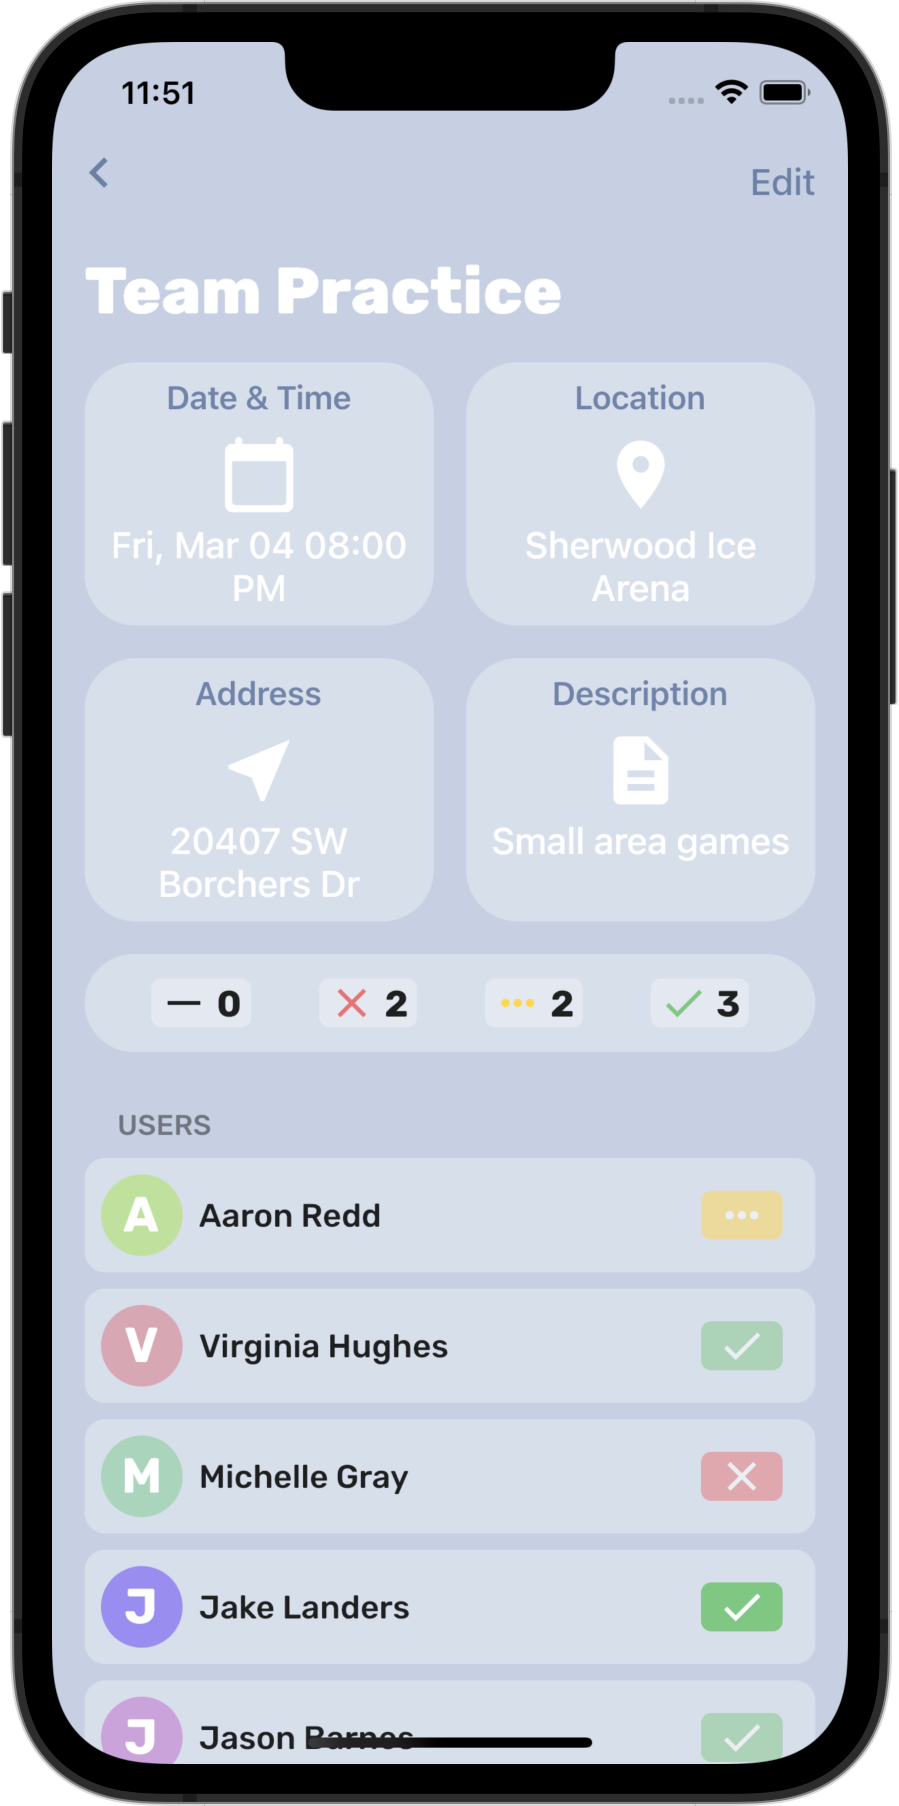 11:51
Edit
Team Practice
Date & Time
Fri, Mar 04 08:00
PM
Location
Sherwood Ice
Arena
Address
20407 SW
Borchers Dr
Description
Small area games
0
2
2
3
USERS
A Aaron Redd
V Virginia Hughes
M Michelle Gray
J Jake Landers
J Jason Barnes